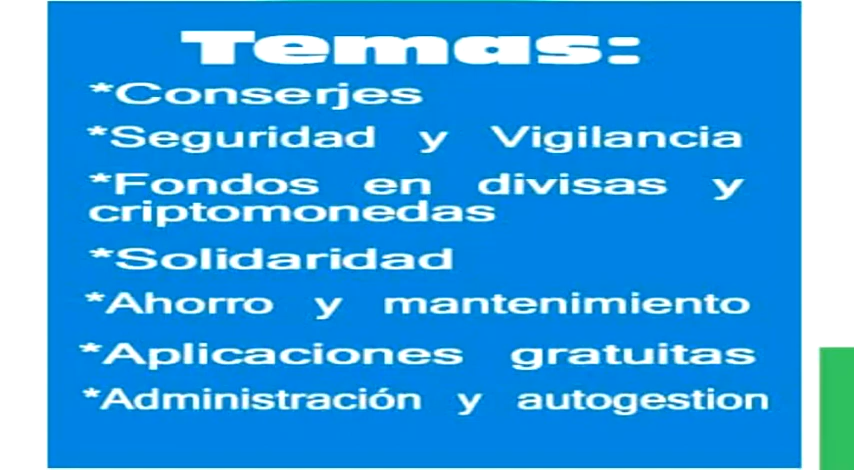 Temas:
*Conserjes
*Seguridad y Vigilancia
*Fondos en divisas y
criptomonedas
*Solidaridad
*Ahorro y mantenimiento
*Aplicaciones gratuitas
*Administración y autogestion